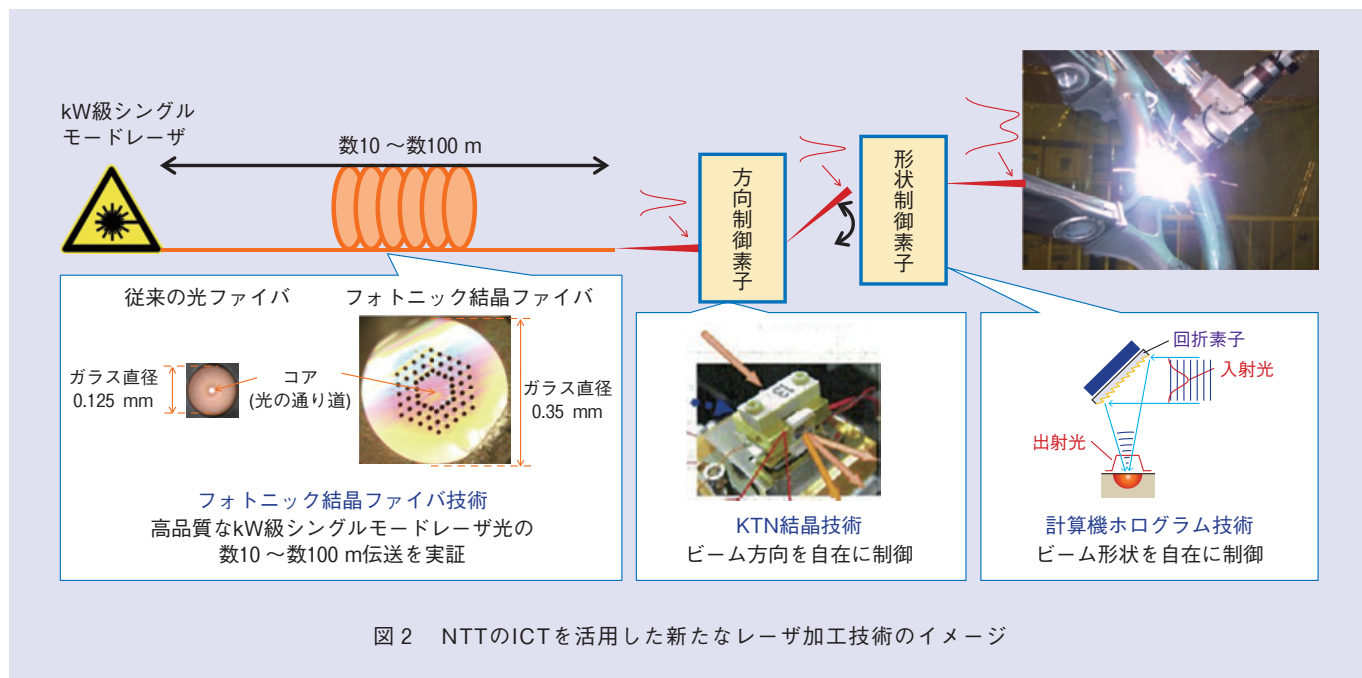 kW級シングル
モードレーザ
数10 ～数100 m
方向制御素子
形状制御素子
従来の光ファイバ
フォトニック結晶ファイバ
ガラス直径
0.125 mm
コア
(光の通り道)
ガラス直径
0.35 mm
フォトニック結晶ファイバ技術
高品質なkW級シングルモードレーザ光の
数10 ～数100 m伝送を実証
KTN結晶技術
ビーム方向を自在に制御
回折素子
入射光
出射光
計算機ホログラム技術
ビーム形状を自在に制御
図 2　NTTのICTを活用した新たなレーザ加工技術のイメージ